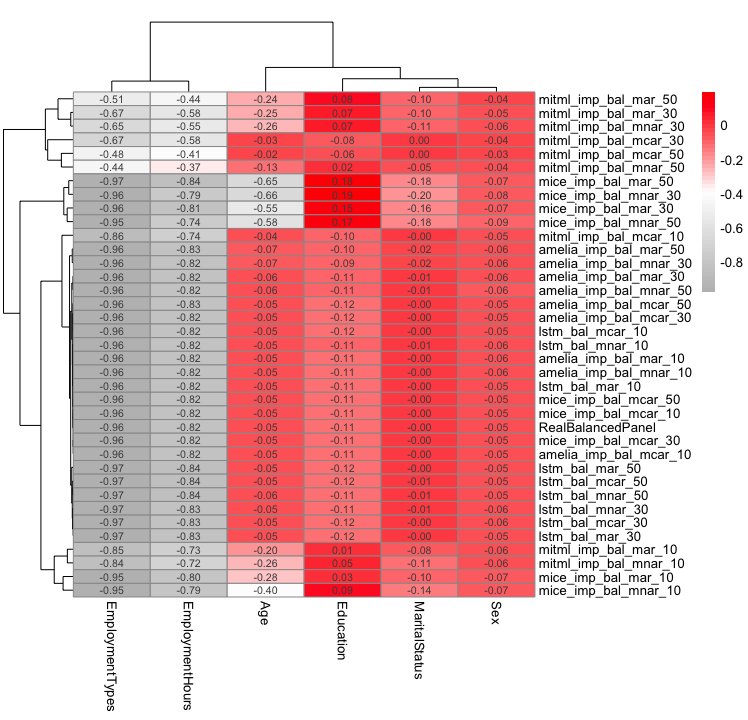 -0.51 -0.44 -0.24 0.08 -0.10 -0.04 mitml_imp_bal_mar_50
-0.67 -0.58 -0.25 0.07 -0.10 -0.05 mitml_imp_bal_mar_30
-0.65 -0.55 -0.26 0.07 -0.11 -0.06 mitml_imp_bal_mnar_30
-0.67 -0.58 -0.03 -0.08 0.00 -0.04 mitml_imp_bal_mcar_30
-0.48 -0.41 -0.02 -0.06 0.00 -0.03 mitml_imp_bal_mcar_50
-0.44 -0.37 -0.13 0.02 -0.05 -0.04 mitml_imp_bal_mnar_50
-0.97 -0.84 -0.65 0.18 -0.18 -0.07 mice_imp_bal_mar_50
-0.96 -0.79 -0.66 -0.20 -0.08 mice_imp_bal_mar_30
-0.96 -0.81 -0.55 -0.16 -0.07 mice_imp_bal_mnar_30
-0.95 -0.74 -0.58 0.17 -0.18 -0.09 mice_imp_bal_mnar_50
-0.86 -0.74 -0.04 -0.10 -0.00 -0.05 mitml_imp_bal_mcar_10
-0.96 -0.83 -0.07 -0.10 -0.02 -0.06 amelia_imp_bal_mar_50
-0.96 -0.82 -0.07 -0.09 -0.02 -0.06 amelia_imp_bal_mnar_30
-0.96 -0.82 -0.06 -0.11 -0.01 -0.06 amelia_imp_bal_mar_30
-0.96 -0.82 -0.06 -0.11 -0.01 -0.06 amelia_imp_bal_mnar_50
-0.96 -0.83 -0.05 -0.12 -0.00 -0.06 amelia_imp_bal_mcar_50
-0.96 -0.82 -0.05 -0.12 -0.00 -0.06 amelia_imp_bal_mcar_30
-0.96 -0.82 -0.05 -0.12 -0.00 -0.05 lstm_bal_mcar_10
-0.96 -0.82 -0.05 -0.11 -0.01 -0.06 lstm_bal_mnar_10
-0.96 -0.82 -0.05 -0.11 -0.00 -0.06 amelia_imp_bal_mar_10
-0.96 -0.82 -0.05 -0.11 -0.00 -0.06 amelia_imp_bal_mnar_10
-0.96 -0.82 -0.05 -0.11 -0.00 -0.05 lstm_bal_mar_10
-0.96 -0.82 -0.05 -0.11 -0.00 -0.05 mice_imp_bal_mcar_50
-0.96 -0.82 -0.05 -0.11 -0.00 -0.05 mice_imp_bal_mcar_10
-0.96 -0.82 -0.05 -0.11 -0.00 -0.05 RealBalancedPanel
-0.96 -0.82 -0.05 -0.11 -0.00 -0.05 mice_imp_bal_mcar_30
-0.96 -0.82 -0.05 -0.11 -0.00 -0.05 amelia_imp_bal_mcar_10
-0.97 -0.84 -0.05 -0.12 -0.00 -0.05 lstm_bal_mar_50
-0.97 -0.84 -0.05 -0.11 -0.01 -0.05 lstm_bal_mcar_50
-0.97 -0.84 -0.06 -0.11 -0.01 -0.05 lstm_bal_mnar_50
-0.97 -0.83 -0.05 -0.11 -0.01 -0.06 lstm_bal_mnar_30
-0.97 -0.83 -0.05 -0.12 -0.00 -0.06 lstm_bal_mcar_30
-0.97 -0.83 -0.05 -0.12 -0.00 -0.06 lstm_bal_mar_30
-0.85 -0.73 -0.20 0.01 -0.08 -0.06 mitml_imp_bal_mar_10
-0.84 -0.72 -0.26 0.05 -0.11 -0.06 mitml_imp_bal_mnar_10
-0.95 -0.80 -0.28 0.03 -0.10 -0.07 mice_imp_bal_mar_10
-0.95 -0.79 -0.40 0.09 -0.14 -0.07 mice_imp_bal_mnar_10
EmploymentTypes
EmploymentHours
Age
Education
MaritalStatus
Sex
0
-0.2
-0.4
-0.6
-0.8